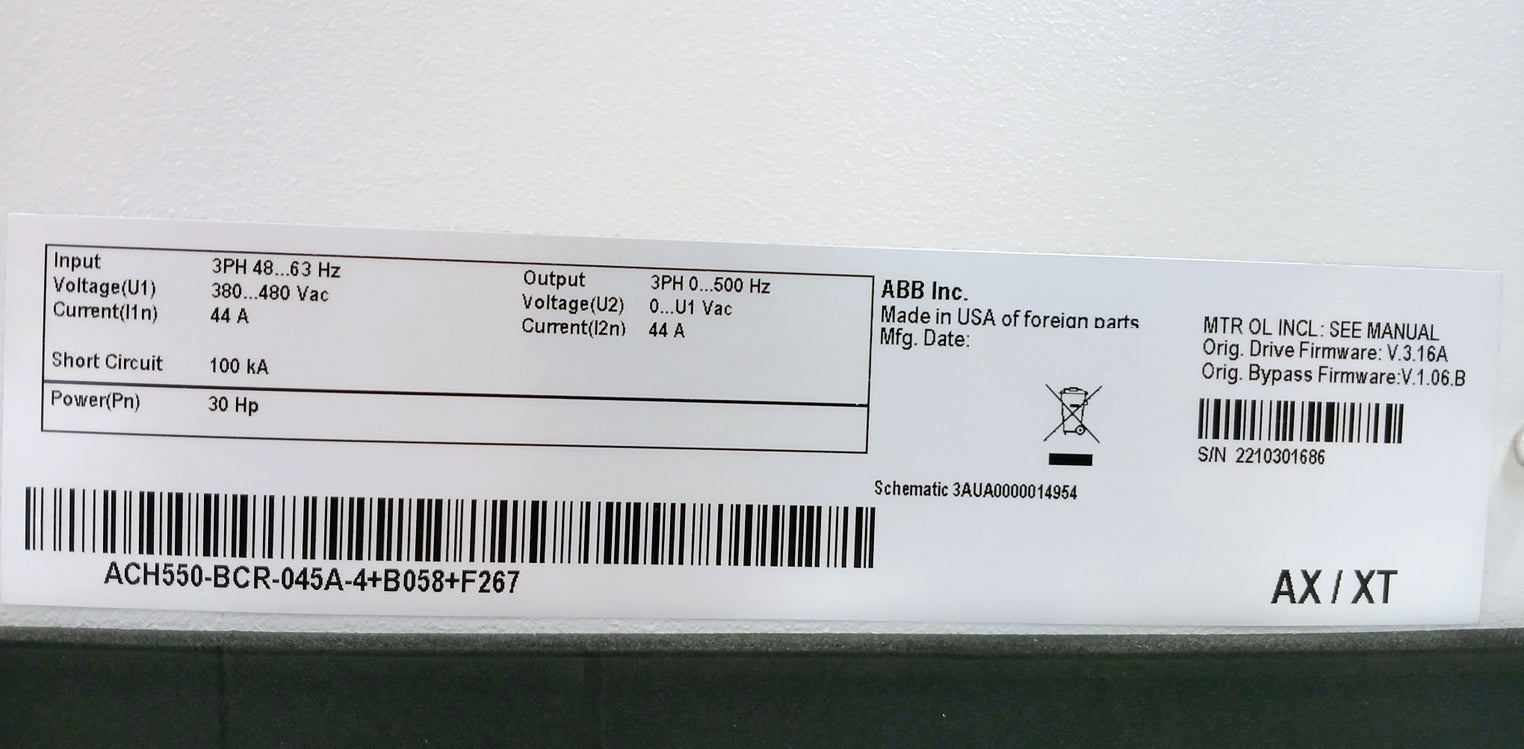 Input 3PH 48...63 Hz
Voltage(U1) 380...480 Vac
Current(I1n) 44 A
Short Circuit 100 kA
Output 3PH 0...500 Hz
Voltage(U2) 0...U1 Vac
Current(I2n) 44 A
Power(Pn) 30 Hp
ABB Inc.
Made in USA of foreign parts
Mfg. Date:
MTR OL INCL: SEE MANUAL
Orig. Drive Firmware: V.3.16A
Orig. Bypass Firmware:V.1.06.B
S/N 2210301686
Schematic 3AUA0000014954
ACH550-BCR-045A-4+B058+F267
AX / XT